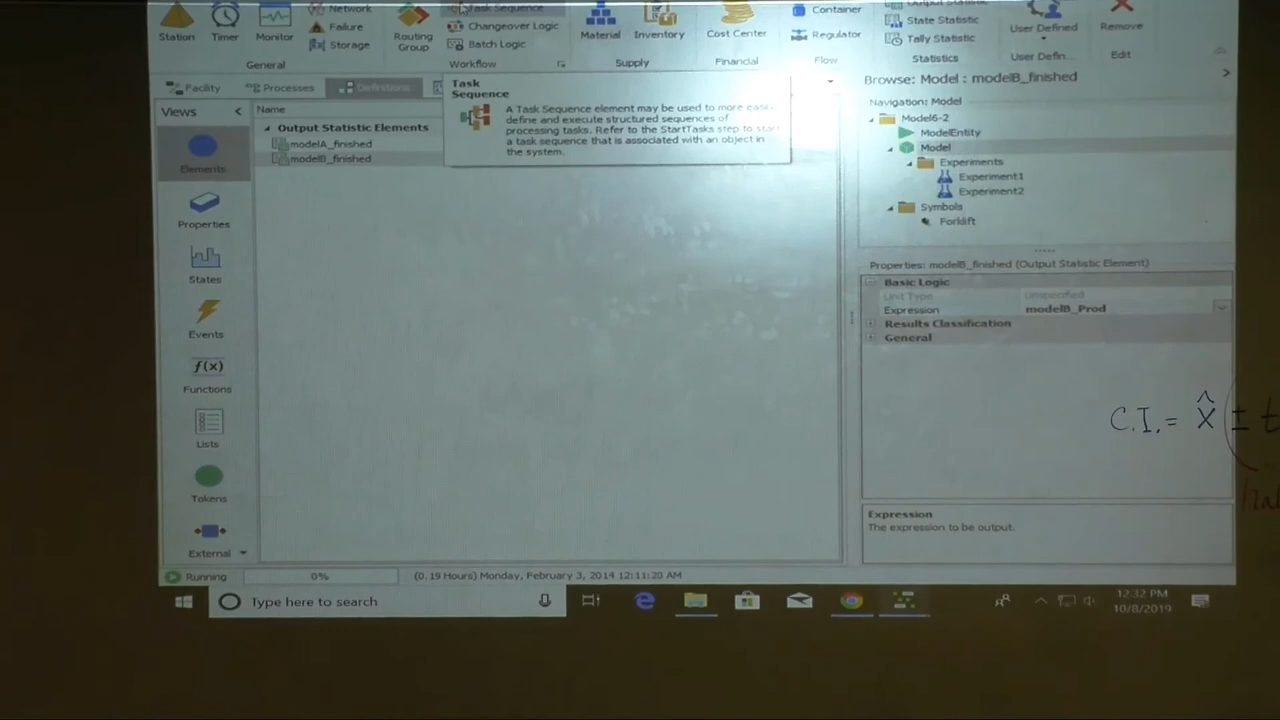 Network
Task Sequence
Container
Output Statistic
Failure
Changeover Logic
State Statistic
Station
Timer
Monitor
Storage
Routing
Group
Batch Logic
Material
Inventory
Cost Center
Regulator
Tally Statistic
User Defined
Remove
General
Workflow
Supply
Financial
Flow
Statistics
User Defin...
Edit
Facility
Processes
Definitions
Task
Sequence
A Task Sequence element may be used to more easi
define and execute structured sequences of
processing tasks. Refer to the StartTasks step to star
a task sequence that is associated with an object in
the system.
Views
Elements
Properties
States
Events
f(x)
Functions
Lists
Tokens
External
Name
Output Statistic Elements
modelA_finished
modelB_finished
Browse: Model : modelB_finished
Navigation: Model
Model6-2
ModelEntity
Model
Experiments
Experiment1
Experiment2
Symbols
Forklift
Properties: modelB_finished (Output Statistic Element)
Basic Logic
Unit Type Unspecified
Expression modelB_Prod
Results Classification
General
C.I. = X̂ (± t
Expression
The expression to be output.
Running 0% (0.19 Hours) Monday, February 3, 2014 12:11:20 AM
Type here to search
12:32 PM
10/8/2019